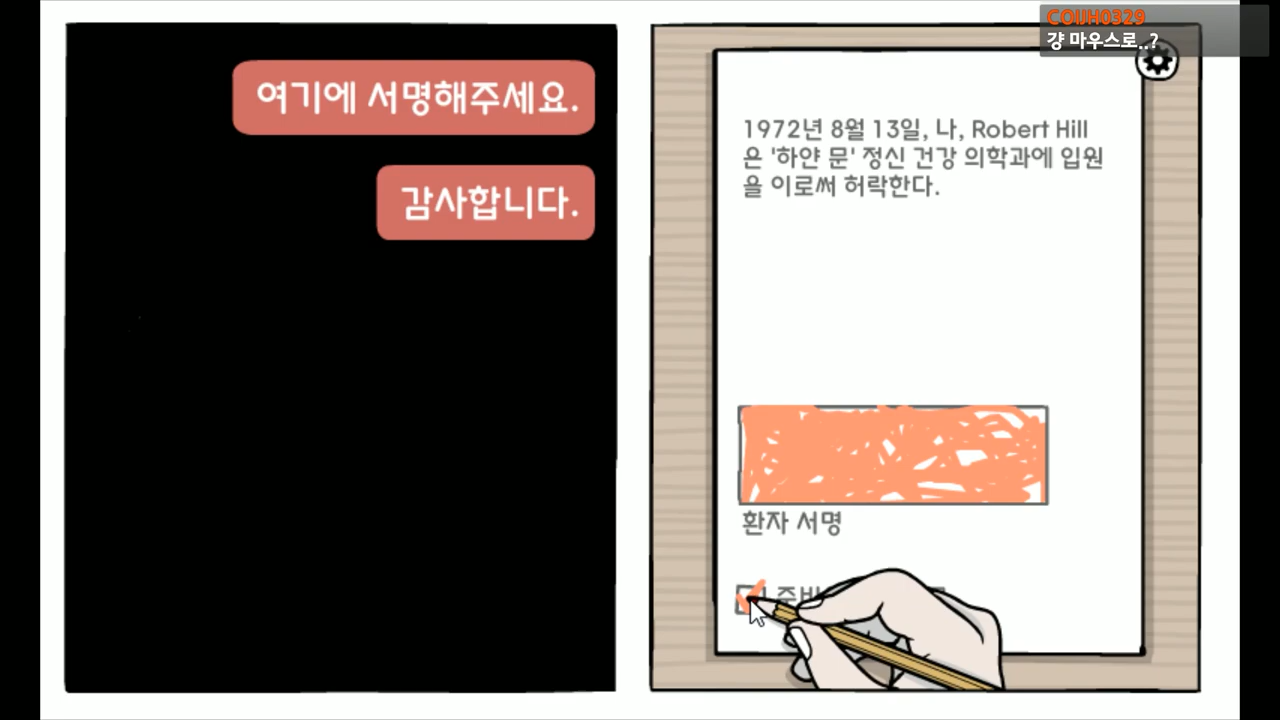 COIJH0329
걍 마우스로..?
여기에 서명해주세요.
감사합니다.
1972년 8월 13일, 나, Robert Hill
은 '하얀 문' 정신 건강 의학과에 입원
을 이로써 허락한다.
환자 서명